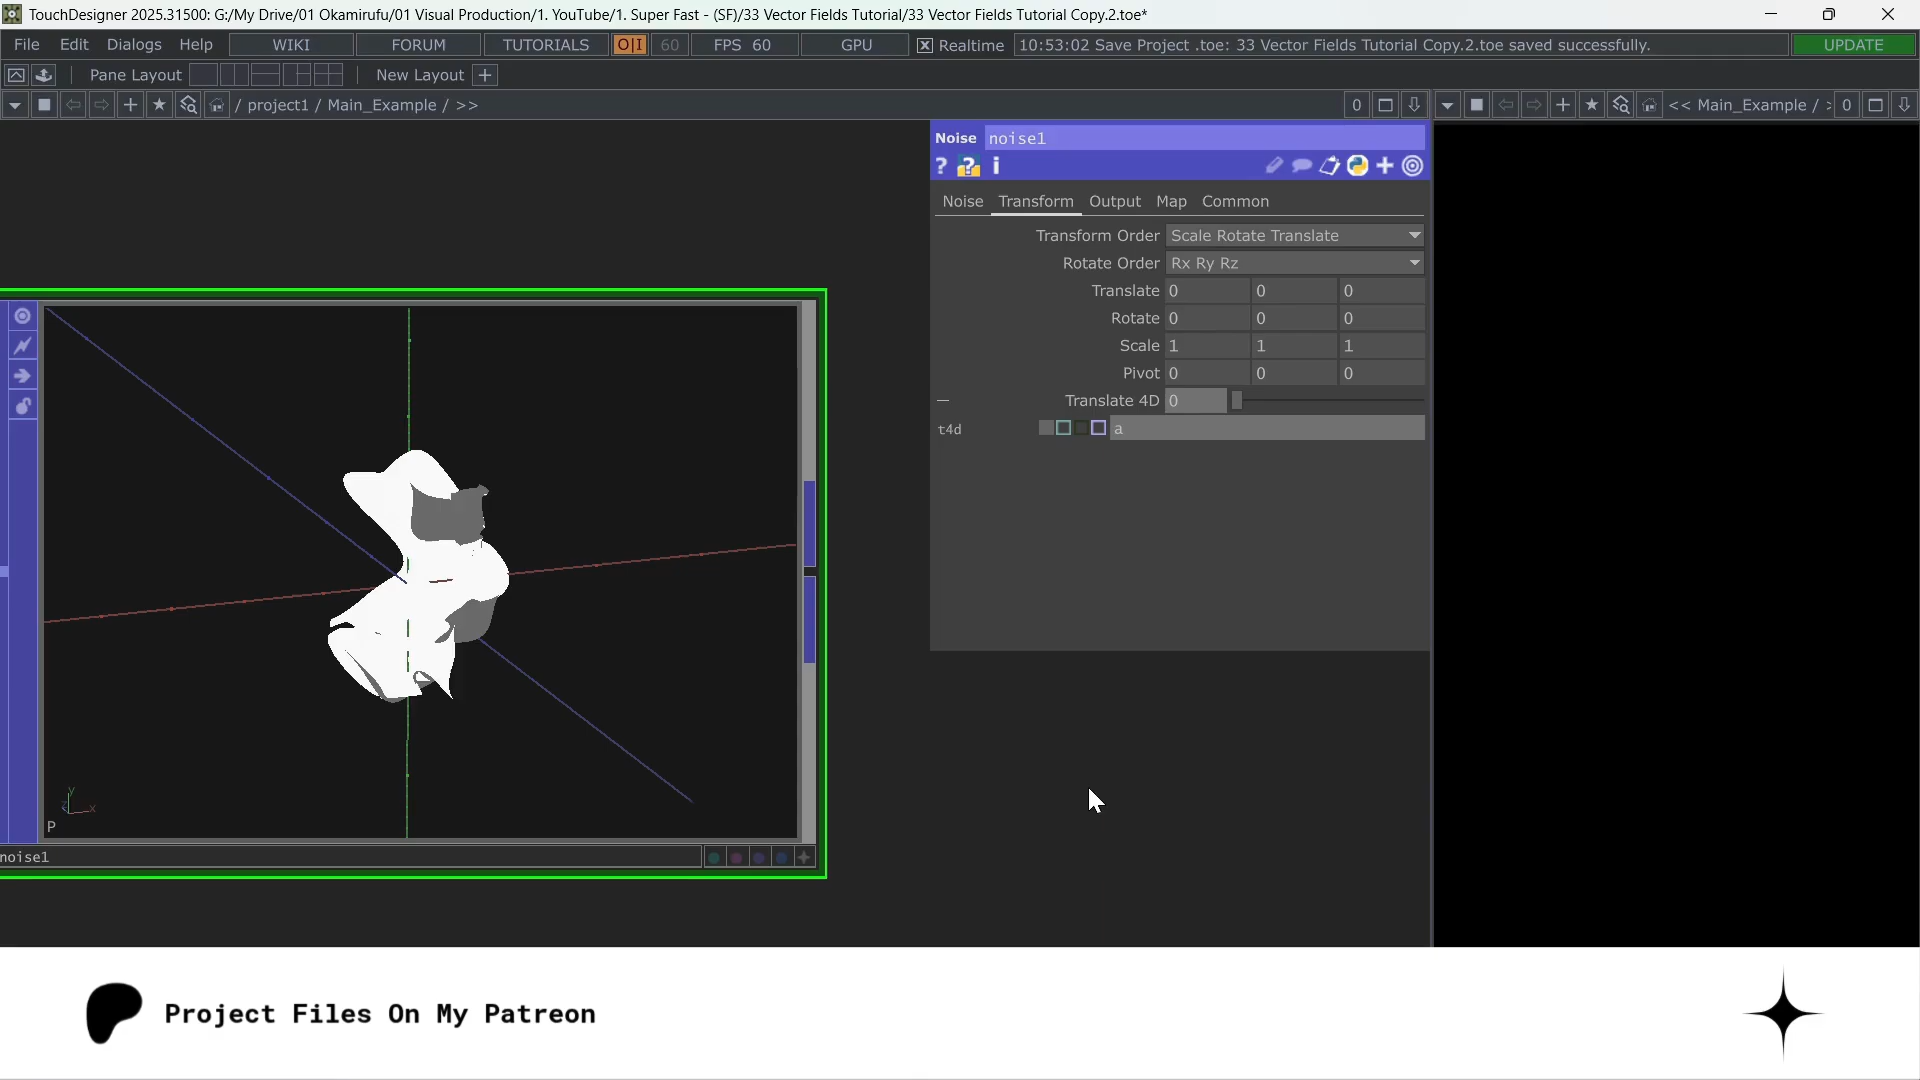 TouchDesigner 2025.31500: G:/My Drive/01 Okamirufu/01 Visual Production/1. YouTube/1. Super Fast - (SF)/33 Vector Fields Tutorial/33 Vector Fields Tutorial Copy.2.toe*
File Edit Dialogs Help WIKI FORUM TUTORIALS O|I 60 FPS 60 GPU Realtime 10:53:02 Save Project .toe: 33 Vector Fields Tutorial Copy.2.toe saved successfully. UPDATE
Pane Layout New Layout +
/ project1 / Main_Example / >> 0 << Main_Example / > 0
Noise noise1
? ? i
Noise Transform Output Map Common
Transform Order Scale Rotate Translate
Rotate Order Rx Ry Rz
Translate 0 0 0
Rotate 0 0 0
Scale 1 1 1
Pivot 0 0 0
Translate 4D 0
t4d a
y
z x
P
noise1
Project Files On My Patreon